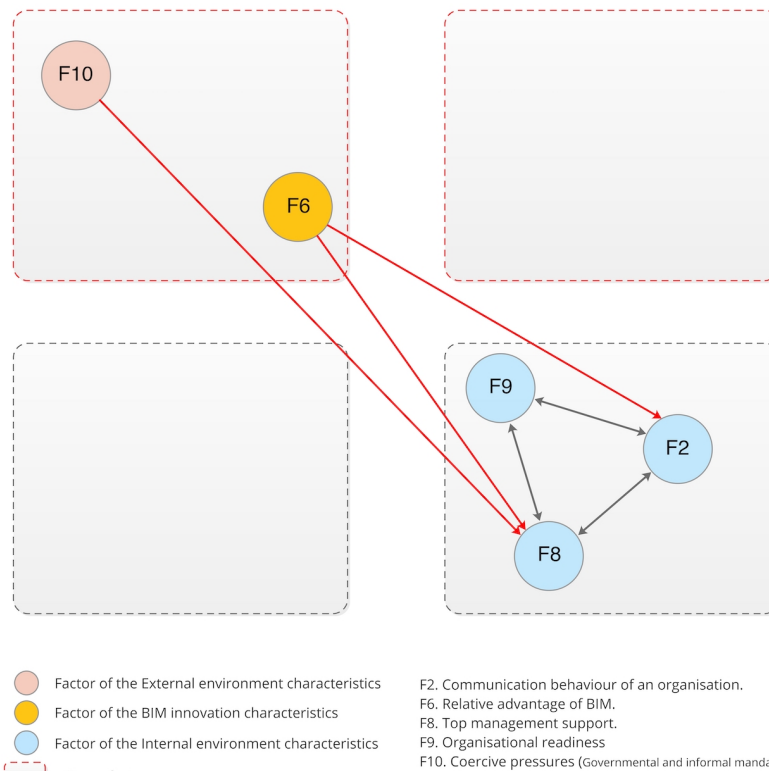 F10
F6
F9
F2
F8
Factor of the External environment characteristics
Factor of the BIM innovation characteristics
Factor of the Internal environment characteristics
F2. Communication behaviour of an organisation.
F6. Relative advantage of BIM.
F8. Top management support.
F9. Organisational readiness
F10. Coercive pressures (Governmental and informal